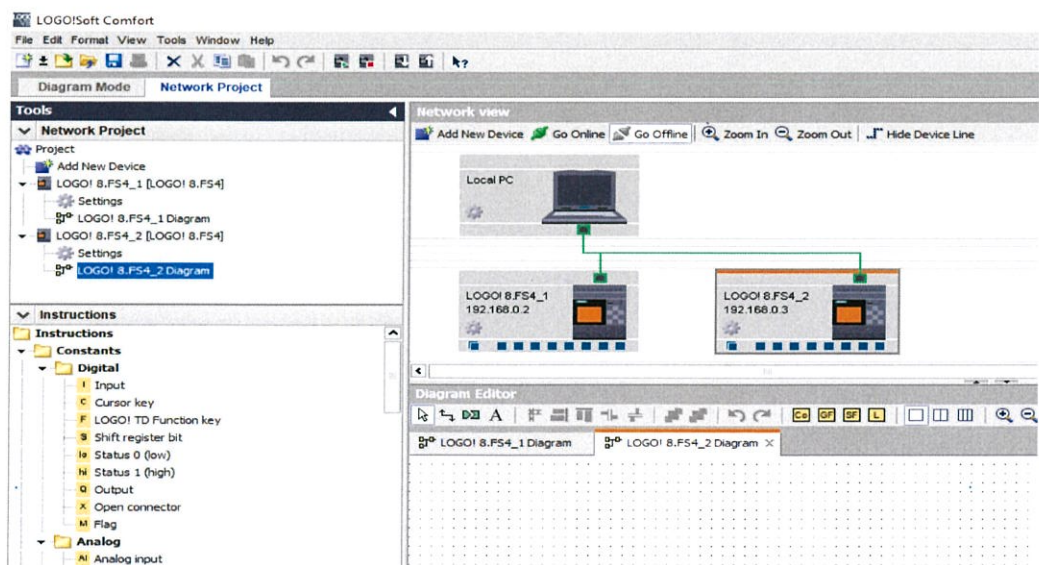 LOGO!Soft Comfort
File Edit Format View Tools Window Help
Diagram Mode Network Project
Tools
Network Project
Project
Add New Device
LOGO! 8.FS4_1 [LOGO! 8.FS4]
Settings
LOGO! 8.FS4_1 Diagram
LOGO! 8.FS4_2 [LOGO! 8.FS4]
Settings
LOGO! 8.FS4_2 Diagram
Instructions
Instructions
Constants
Digital
I Input
C Cursor key
F LOGO! TD Function key
S Shift register bit
lo Status 0 (low)
hi Status 1 (high)
Q Output
X Open connector
M Flag
Analog
AI Analog input
Network view
Add New Device Go Online Go Offline Zoom In Zoom Out Hide Device Line
Local PC
LOGO! 8.FS4_1
192.168.0.2
LOGO! 8.FS4_2
192.168.0.3
Diagram Editor
A Co GF SF L
LOGO! 8.FS4_1 Diagram LOGO! 8.FS4_2 Diagram